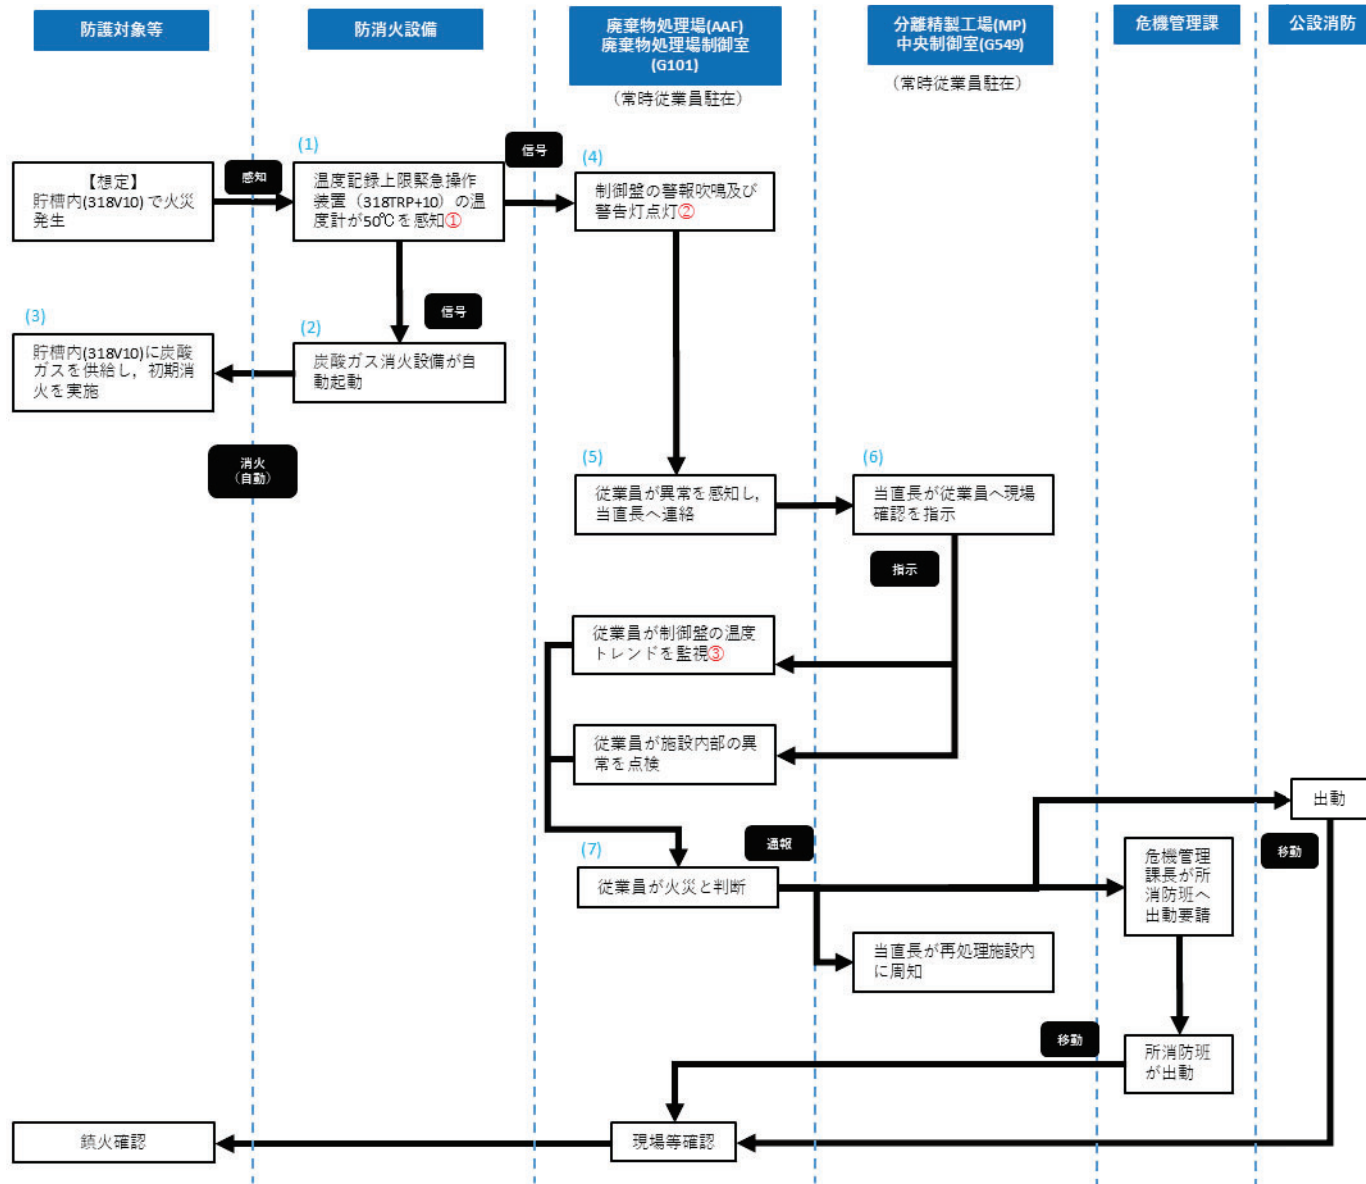 防護対象等
防消火設備
廃棄物処理場(AAF)
廃棄物処理場制御室
(G101)
(常時従業員駐在)
分離精製工場(MP)
中央制御室(G549)
(常時従業員駐在)
危機管理課
公設消防
【想定】
貯槽内(318V10) で火災
発生
感知
(1)
温度記録上限緊急操作
装置（318TRP+10）の温
度計が50℃を感知①
信号
(4)
制御盤の警報吹鳴及び
警告灯点灯②
信号
(3)
貯槽内(318V10)に炭酸
ガスを供給し，初期消
火を実施
(2)
炭酸ガス消火設備が自
動起動
消火
（自動）
(5)
従業員が異常を感知し，
当直長へ連絡
(6)
当直長が従業員へ現場
確認を指示
指示
従業員が制御盤の温度
トレンドを監視③
従業員が施設内部の異
常を点検
(7)
従業員が火災と判断
通報
出動
移動
危機管理
課長が所
消防班へ
出動要請
当直長が再処理施設内
に周知
移動
所消防班
が出動
現場等確認
鎮火確認